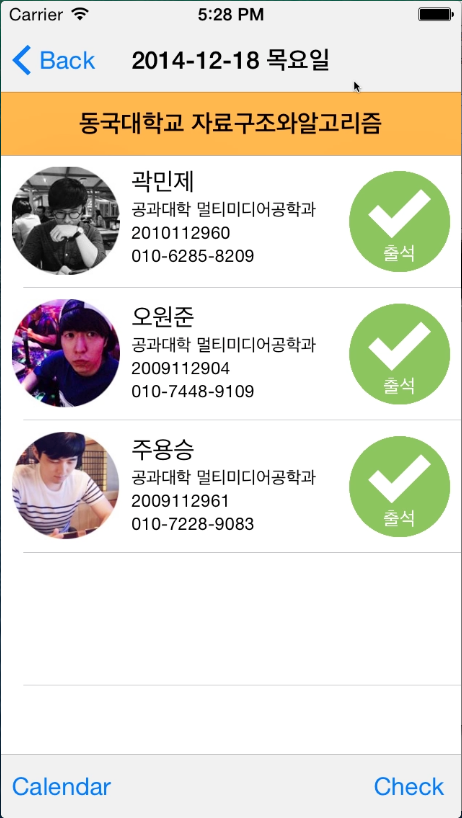 Carrier 5:28 PM
Back 2014-12-18 목요일
동국대학교 자료구조와알고리즘
곽민제
공과대학 멀티미디어공학과
2010112960
010-6285-8209
출석
오원준
공과대학 멀티미디어공학과
2009112904
010-7448-9109
출석
주용승
공과대학 멀티미디어공학과
2009112961
010-7228-9083
출석
Calendar Check